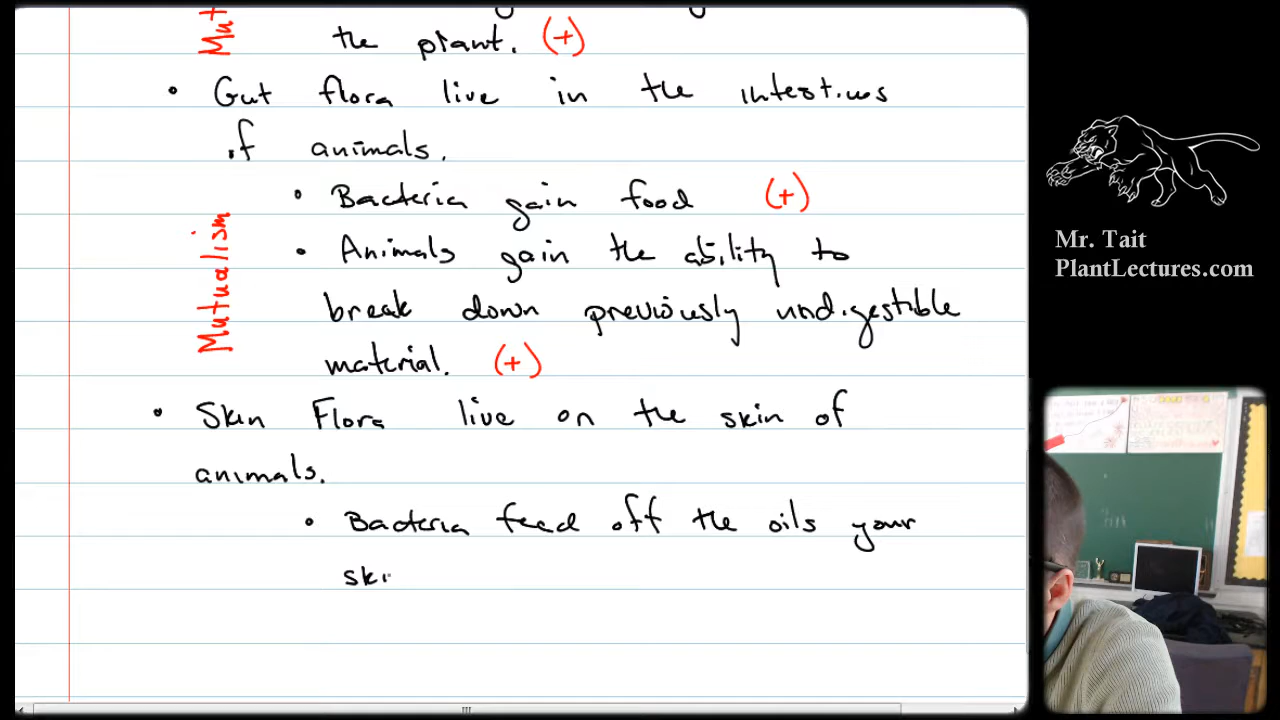 the plant. (+)
• Gut flora live in the intestines
of animals.
• Bacteria gain food (+)
• Animals gain the ability to
break down previously undigestible
material. (+)
Mutualism
• Skin Flora live on the skin of
animals.
• Bacteria feed off the oils your
ski
Mr. Tait
PlantLectures.com